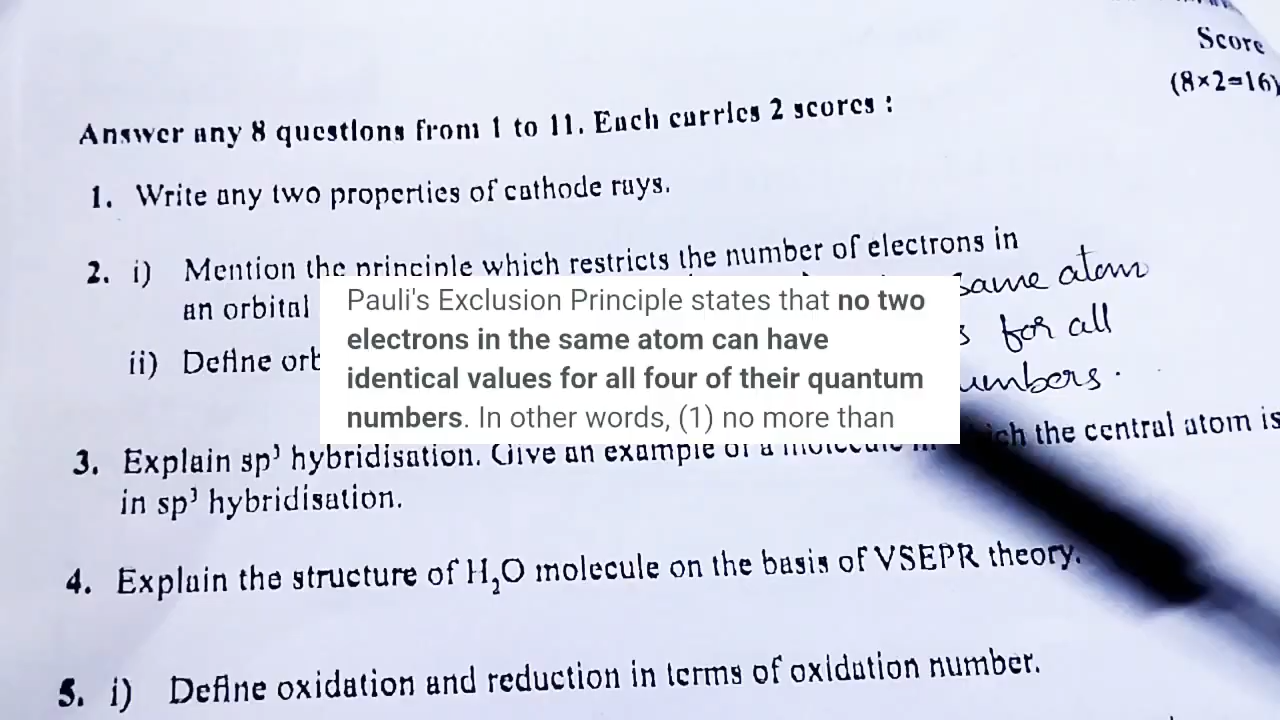 Score
(8×2=16)
Answer any 8 questions from 1 to 11. Each carries 2 scores :
1. Write any two properties of cathode rays.
2. i) Mention the principle which restricts the number of electrons in
an orbital
same atom
Pauli's Exclusion Principle states that no two
electrons in the same atom can have
identical values for all four of their quantum
numbers. In other words, (1) no more than
for all
ii) Define
3. Explain sp³ hybridisation. Give an example of a molecule in which the central atom is
in sp³ hybridisation.
4. Explain the structure of H₂O molecule on the basis of VSEPR theory.
5. i) Define oxidation and reduction in terms of oxidation number.